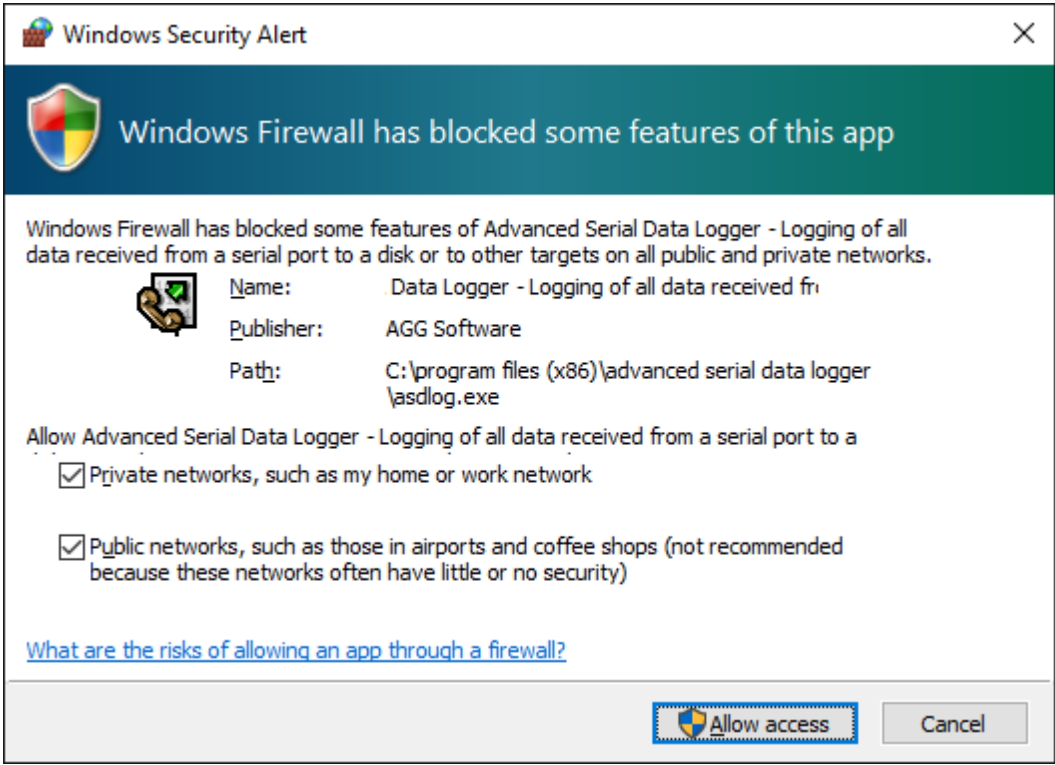 Windows Security Alert
Windows Firewall has blocked some features of this app
Windows Firewall has blocked some features of Advanced Serial Data Logger - Logging of all
data received from a serial port to a disk or to other targets on all public and private networks.
Name: Data Logger - Logging of all data received fr
Publisher: AGG Software
Path: C:\program files (x86)\advanced serial data logger
\asdlog.exe
Allow Advanced Serial Data Logger - Logging of all data received from a serial port to a
Private networks, such as my home or work network
Public networks, such as those in airports and coffee shops (not recommended
because these networks often have little or no security)
What are the risks of allowing an app through a firewall?
Allow access Cancel